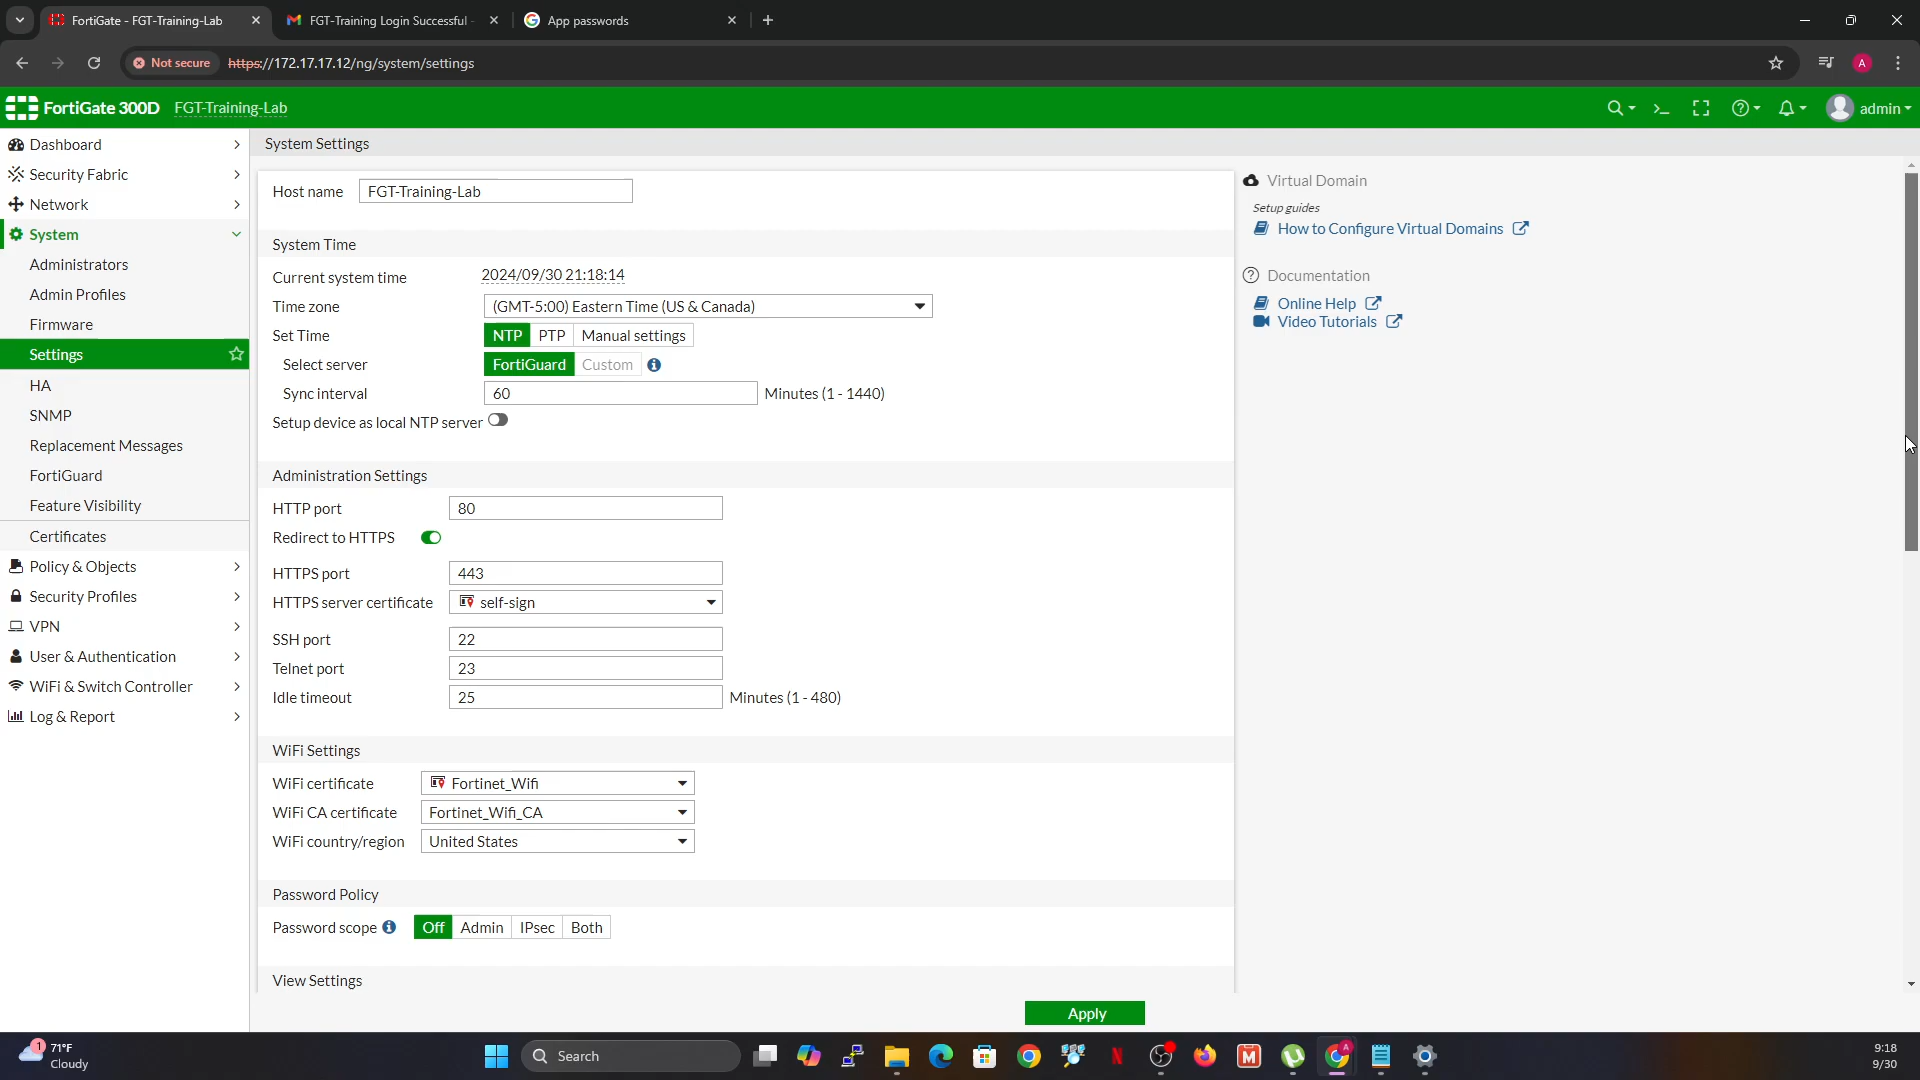 FortiGate - FGT-Training-Lab
FGT-Training Login Successful -
App passwords
Not secure https://172.17.17.12/ng/system/settings
A
FortiGate 300D FGT-Training-Lab
admin
Dashboard
Security Fabric
Network
System
Administrators
Admin Profiles
Firmware
Settings
HA
SNMP
Replacement Messages
FortiGuard
Feature Visibility
Certificates
Policy & Objects
Security Profiles
VPN
User & Authentication
WiFi & Switch Controller
Log & Report
System Settings
Host name FGT-Training-Lab
System Time
Current system time 2024/09/30 21:18:14
Time zone (GMT-5:00) Eastern Time (US & Canada)
Set Time NTP PTP Manual settings
Select server FortiGuard Custom
Sync interval 60 Minutes (1 - 1440)
Setup device as local NTP server
Administration Settings
HTTP port 80
Redirect to HTTPS
HTTPS port 443
HTTPS server certificate self-sign
SSH port 22
Telnet port 23
Idle timeout 25 Minutes (1 - 480)
WiFi Settings
WiFi certificate Fortinet_Wifi
WiFi CA certificate Fortinet_Wifi_CA
WiFi country/region United States
Password Policy
Password scope Off Admin IPsec Both
View Settings
Apply
Virtual Domain
Setup guides
How to Configure Virtual Domains
Documentation
Online Help
Video Tutorials
1
71°F
Cloudy
Search
9:18
9/30